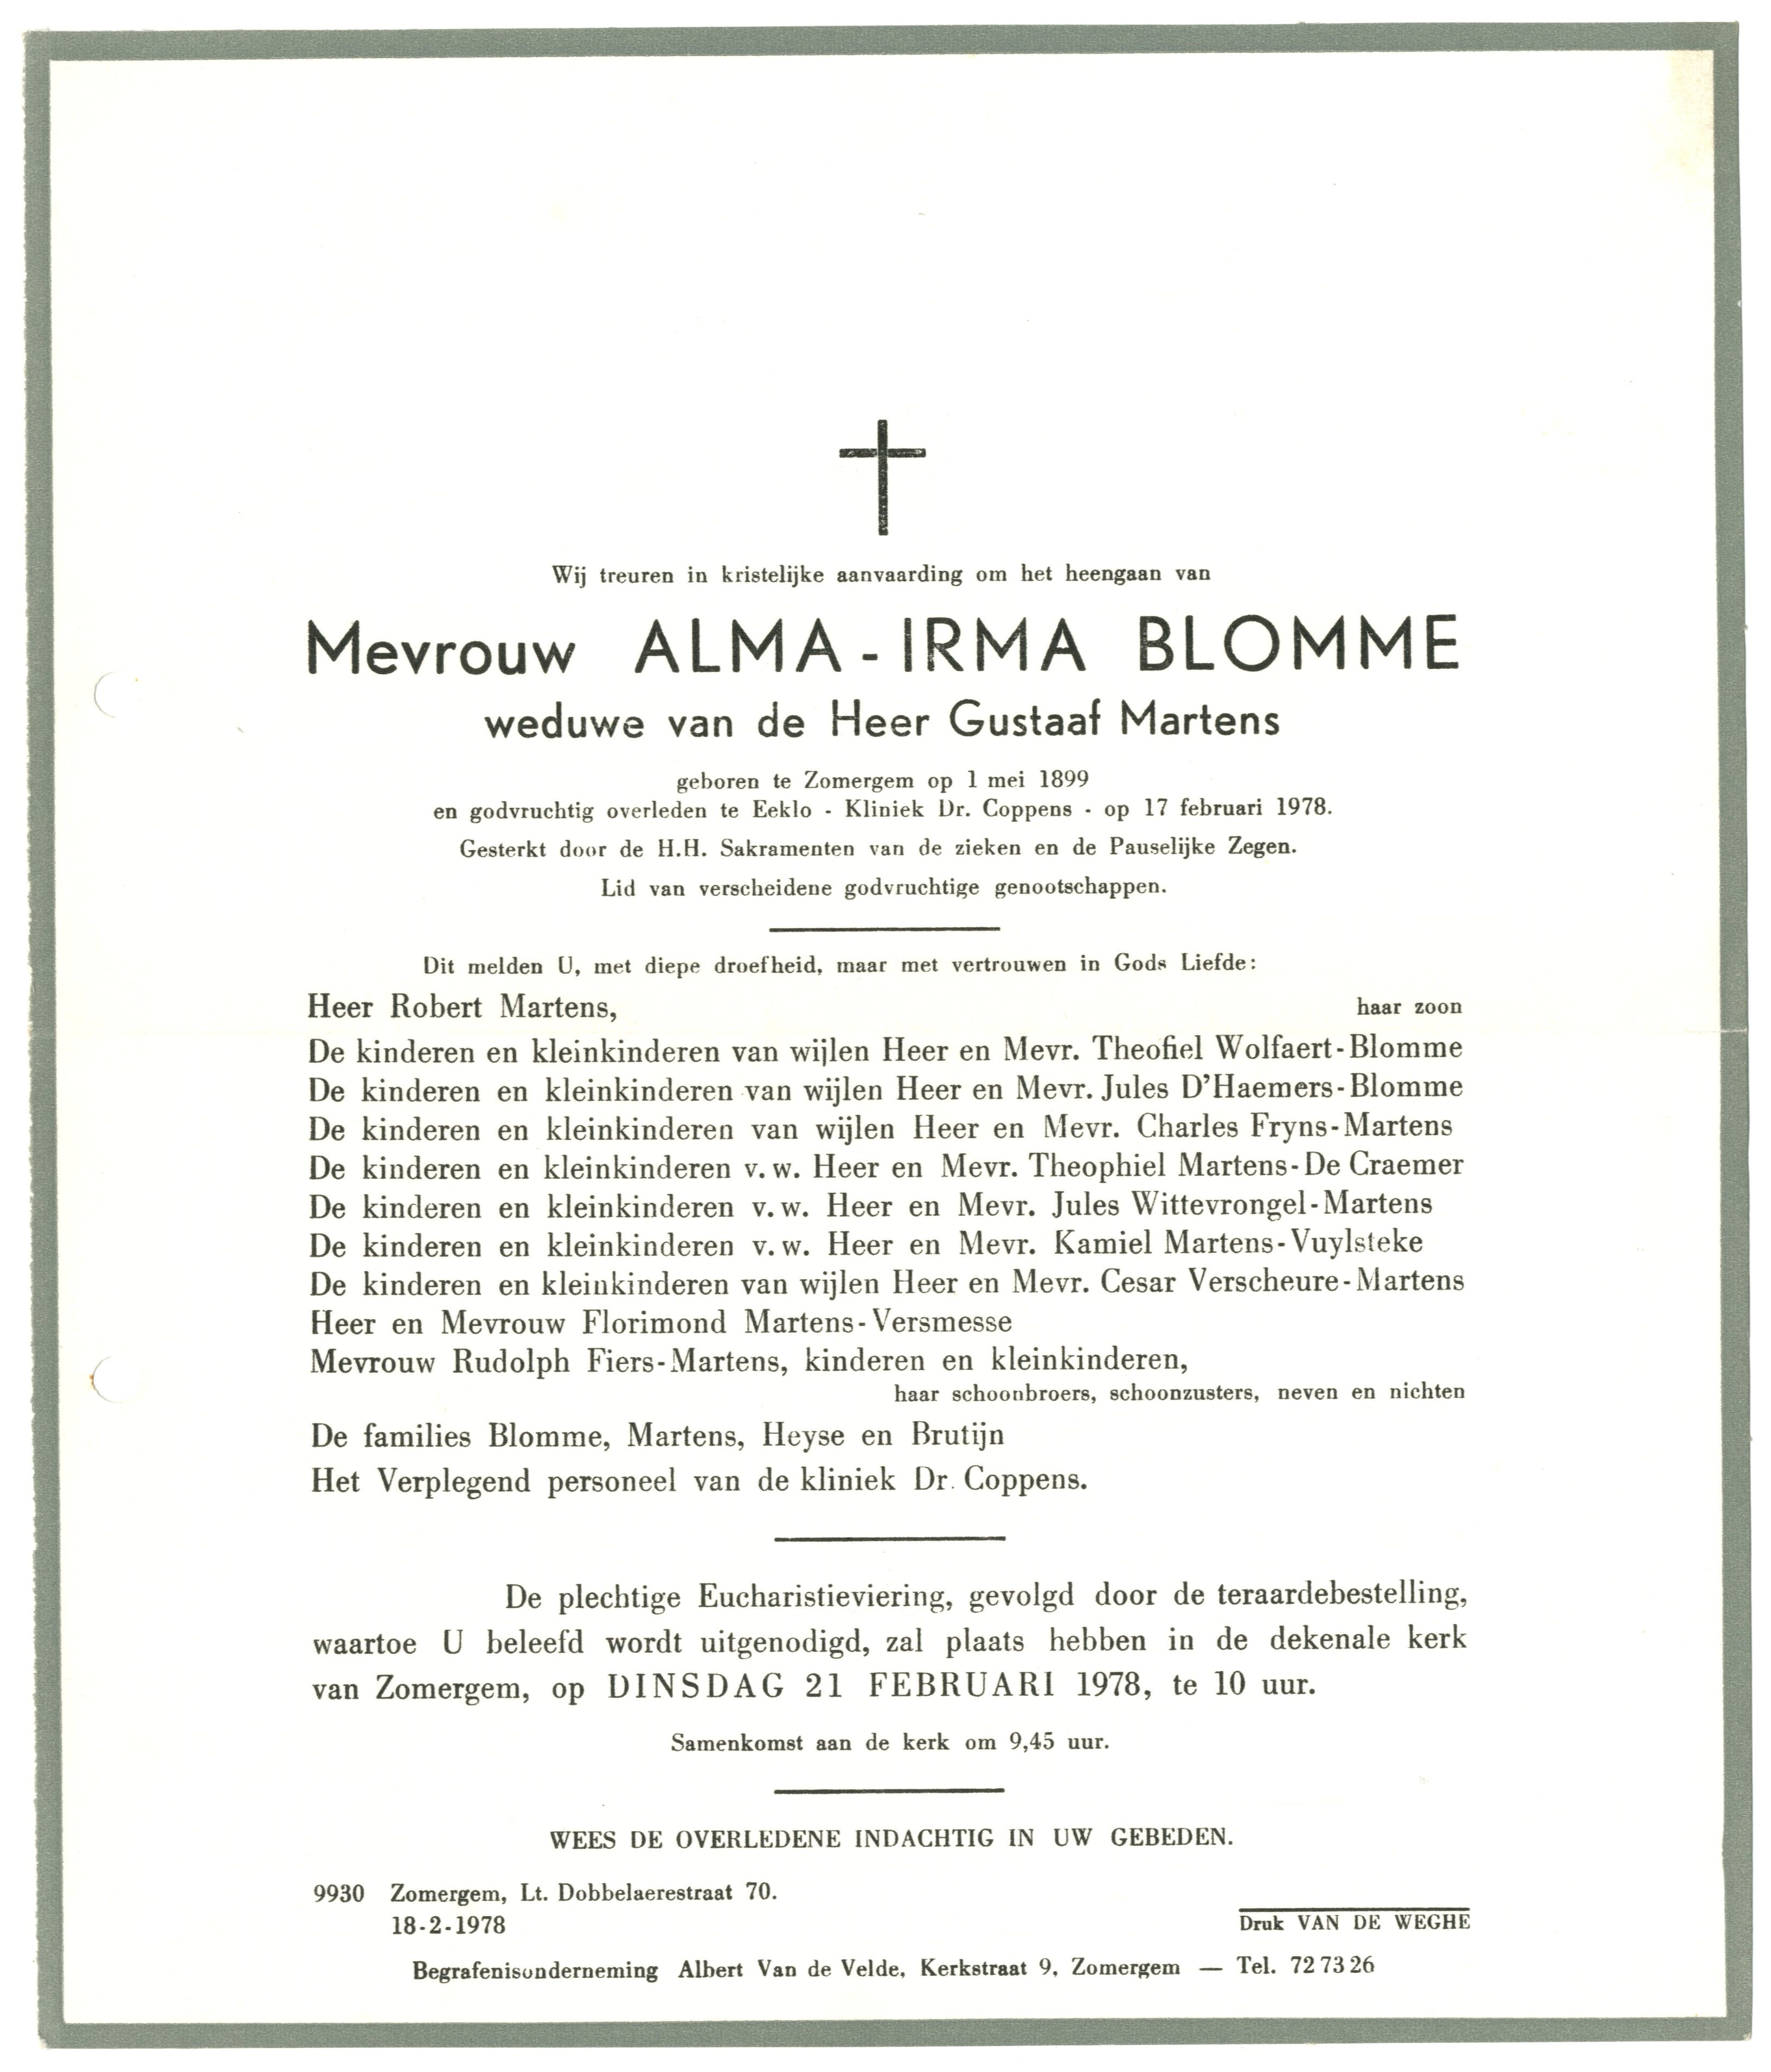 Wij treuren in kristelijke aanvaarding om het heengaan van
Mevrouw ALMA-IRMA BLOMME
weduwe van de Heer Gustaaf Martens
geboren te Zomergem op 1 mei 1899
en godvruchtig overleden te Eeklo - Kliniek Dr. Coppens - op 17 februari 1978.
Gesterkt door de H.H. Sakramenten van de zieken en de Pauselijke Zegen.
Lid van verscheidene godvruchtige genootschappen.
Dit melden U, met diepe droefheid, maar met vertrouwen in Gods Liefde:
Heer Robert Martens, haar zoon
De kinderen en kleinkinderen van wijlen Heer en Mevr. Theofiel Wolfaert-Blomme
De kinderen en kleinkinderen van wijlen Heer en Mevr. Jules D'Haemers-Blomme
De kinderen en kleinkinderen van wijlen Heer en Mevr. Charles Fryns-Martens
De kinderen en kleinkinderen v.w. Heer en Mevr. Theophiel Martens-De Craemer
De kinderen en kleinkinderen v.w. Heer en Mevr. Jules Wittevrongel-Martens
De kinderen en kleinkinderen v.w. Heer en Mevr. Kamiel Martens-Vuylsteke
De kinderen en kleinkinderen van wijlen Heer en Mevr. Cesar Verscheure-Martens
Heer en Mevrouw Florimond Martens-Versmesse
Mevrouw Rudolph Fiers-Martens, kinderen en kleinkinderen,
haar schoonbroers, schoonzusters, neven en nichten
De families Blomme, Martens, Heyse en Brutijn
Het Verplegend personeel van de kliniek Dr. Coppens.
De plechtige Eucharistieviering, gevolgd door de teraardebestelling,
waartoe U beleefd wordt uitgenodigd, zal plaats hebben in de dekenale kerk
van Zomergem, op DINSDAG 21 FEBRUARI 1978, te 10 uur.
Samenkomst aan de kerk om 9,45 uur.
WEES DE OVERLEDENE INDACHTIG IN UW GEBEDEN.
9930 Zomergem, Lt. Dobbelaerestraat 70.
18-2-1978
Druk VAN DE WEGHE
Begrafenisonderneming Albert Van de Velde, Kerkstraat 9, Zomergem — Tel. 72 73 26